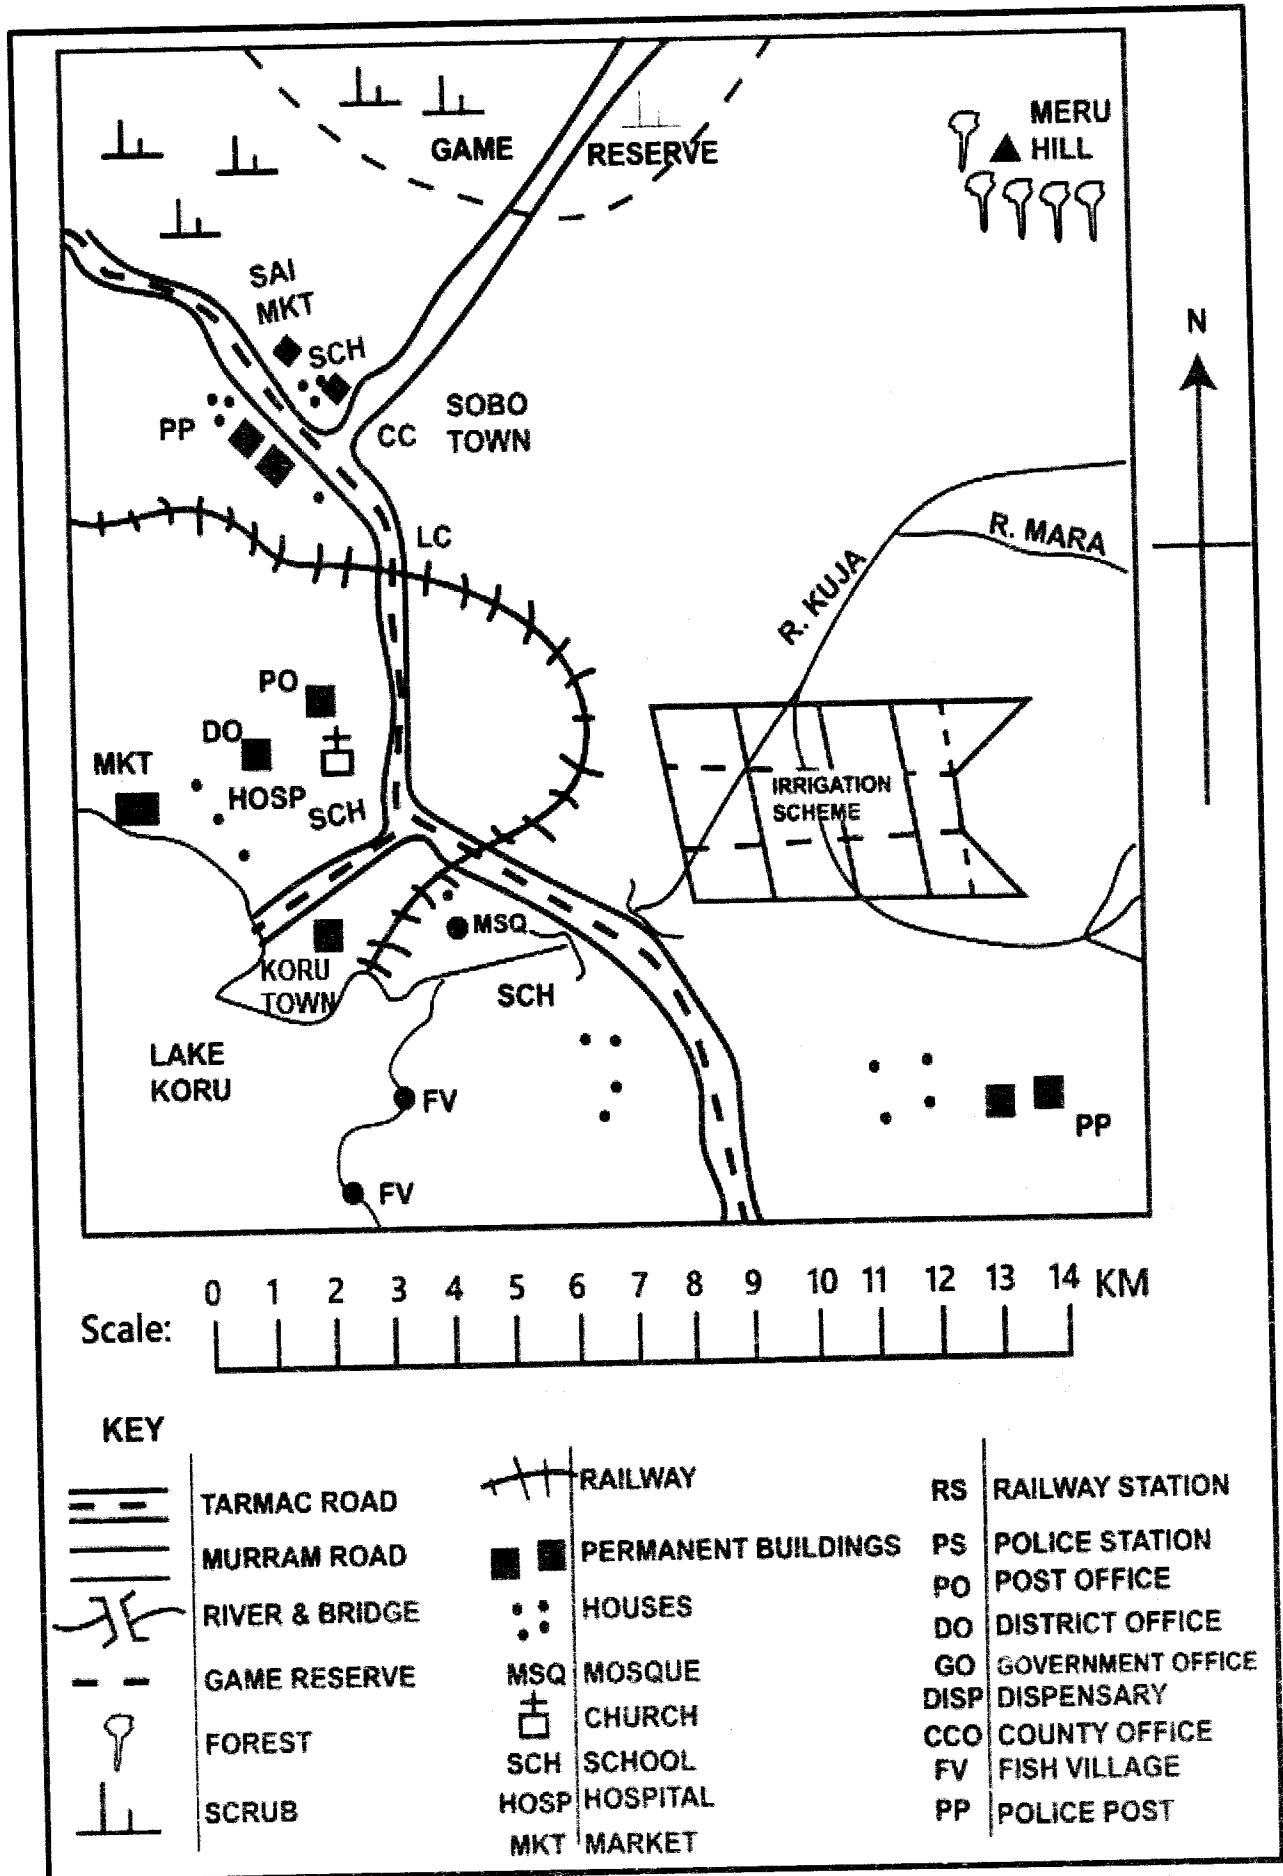 MERU
HILL
GAME
RESERVE
N
SAI
MKT
SCH
SOBO
TOWN
CC
PP
LC
R. MARA
R. KUJA
PO
DO
MKT
HOSP
SCH
IRRIGATION
SCHEME
MSQ
KORU
TOWN
SCH
LAKE
KORU
FV
PP
FV
0 1 2 3 4 5 6 7 8 9 10 11 12 13 14 KM
Scale:
KEY
TARMAC ROAD
MURRAM ROAD
RIVER & BRIDGE
GAME RESERVE
FOREST
SCRUB
RAILWAY
PERMANENT BUILDINGS
HOUSES
MSQ MOSQUE
CHURCH
SCH SCHOOL
HOSP HOSPITAL
MKT MARKET
RS RAILWAY STATION
PS POLICE STATION
PO POST OFFICE
DO DISTRICT OFFICE
GO GOVERNMENT OFFICE
DISP DISPENSARY
CCO COUNTY OFFICE
FV FISH VILLAGE
PP POLICE POST